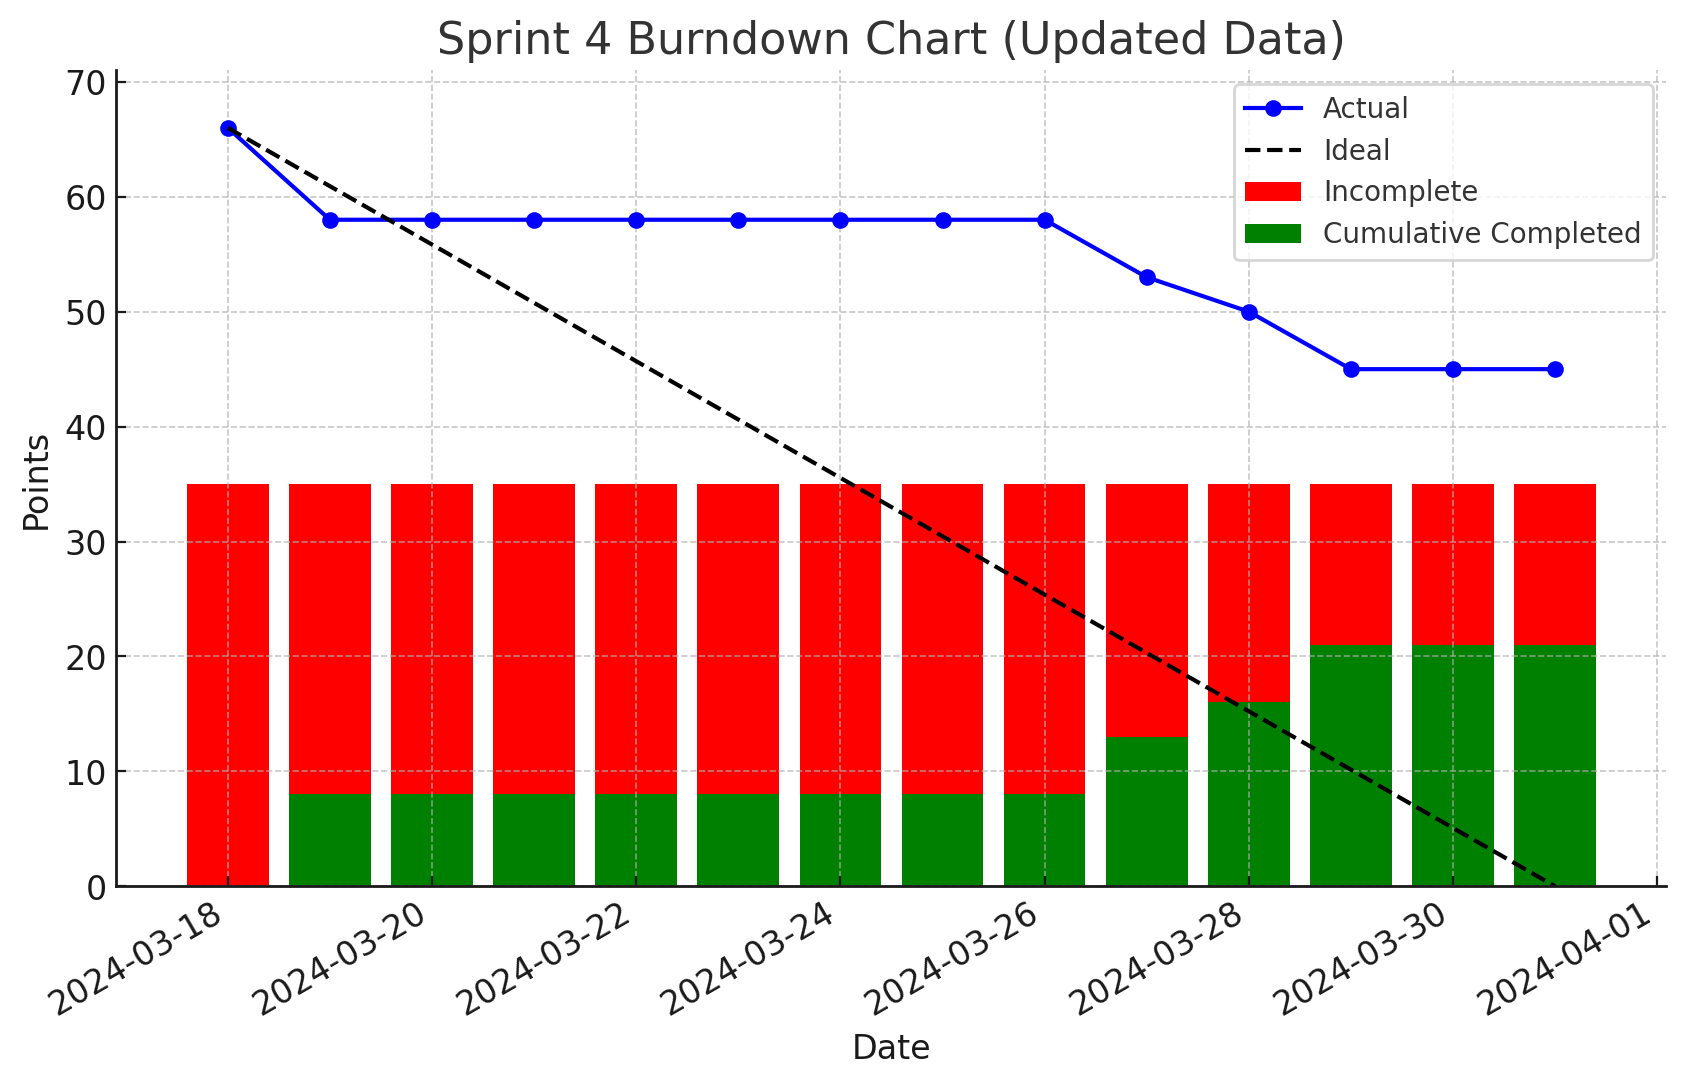 Sprint 4 Burndown Chart (Updated Data)
70
60
50
40
30
20
10
0
Points
Actual
Ideal
Incomplete
Cumulative Completed
2024-03-18
2024-03-20
2024-03-22
2024-03-24
2024-03-26
2024-03-28
2024-03-30
2024-04-01
Date